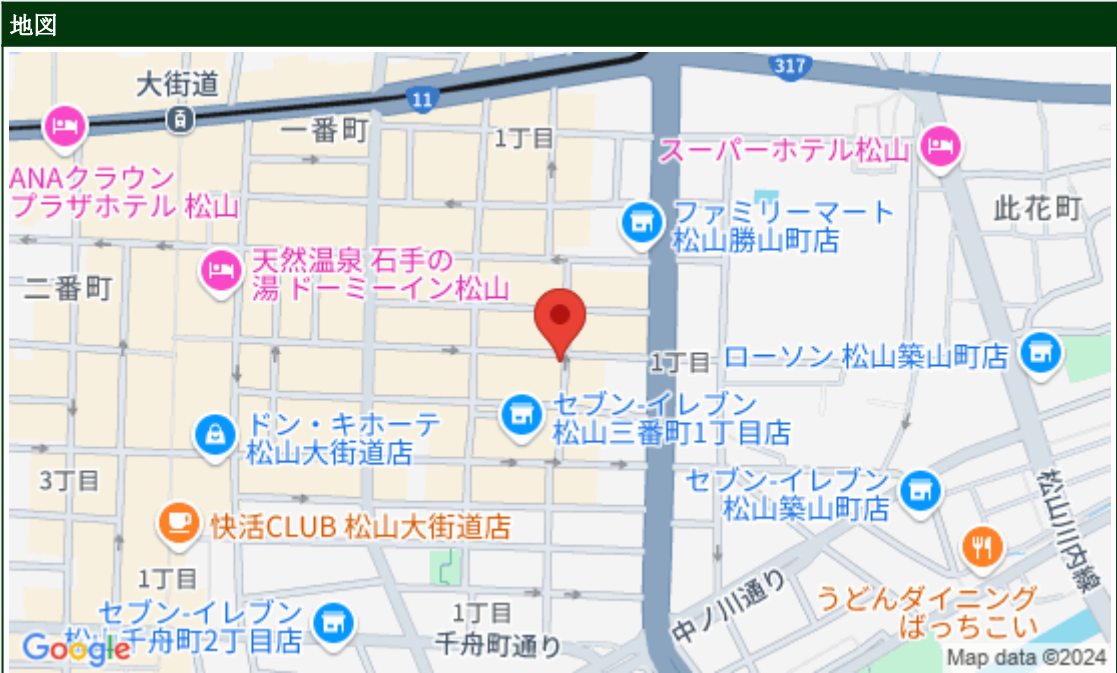 地図
大街道
11
317
一番町
1丁目
スーパーホテル松山
ANAクラウン
プラザホテル 松山
ファミリーマート
松山勝山町店
此花町
天然温泉 石手の
湯 ドーミーイン松山
二番町
1丁目
ローソン 松山築山町店
セブン-イレブン
松山三番町1丁目店
ドン・キホーテ
松山大街道店
3丁目
セブン-イレブン
松山築山町店
松山川内線
快活CLUB 松山大街道店
1丁目
中ノ川通り
うどんダイニング
ばっちこい
セブン-イレブン
松山千舟町2丁目店
1丁目
千舟町通り
Google
Map data ©2024